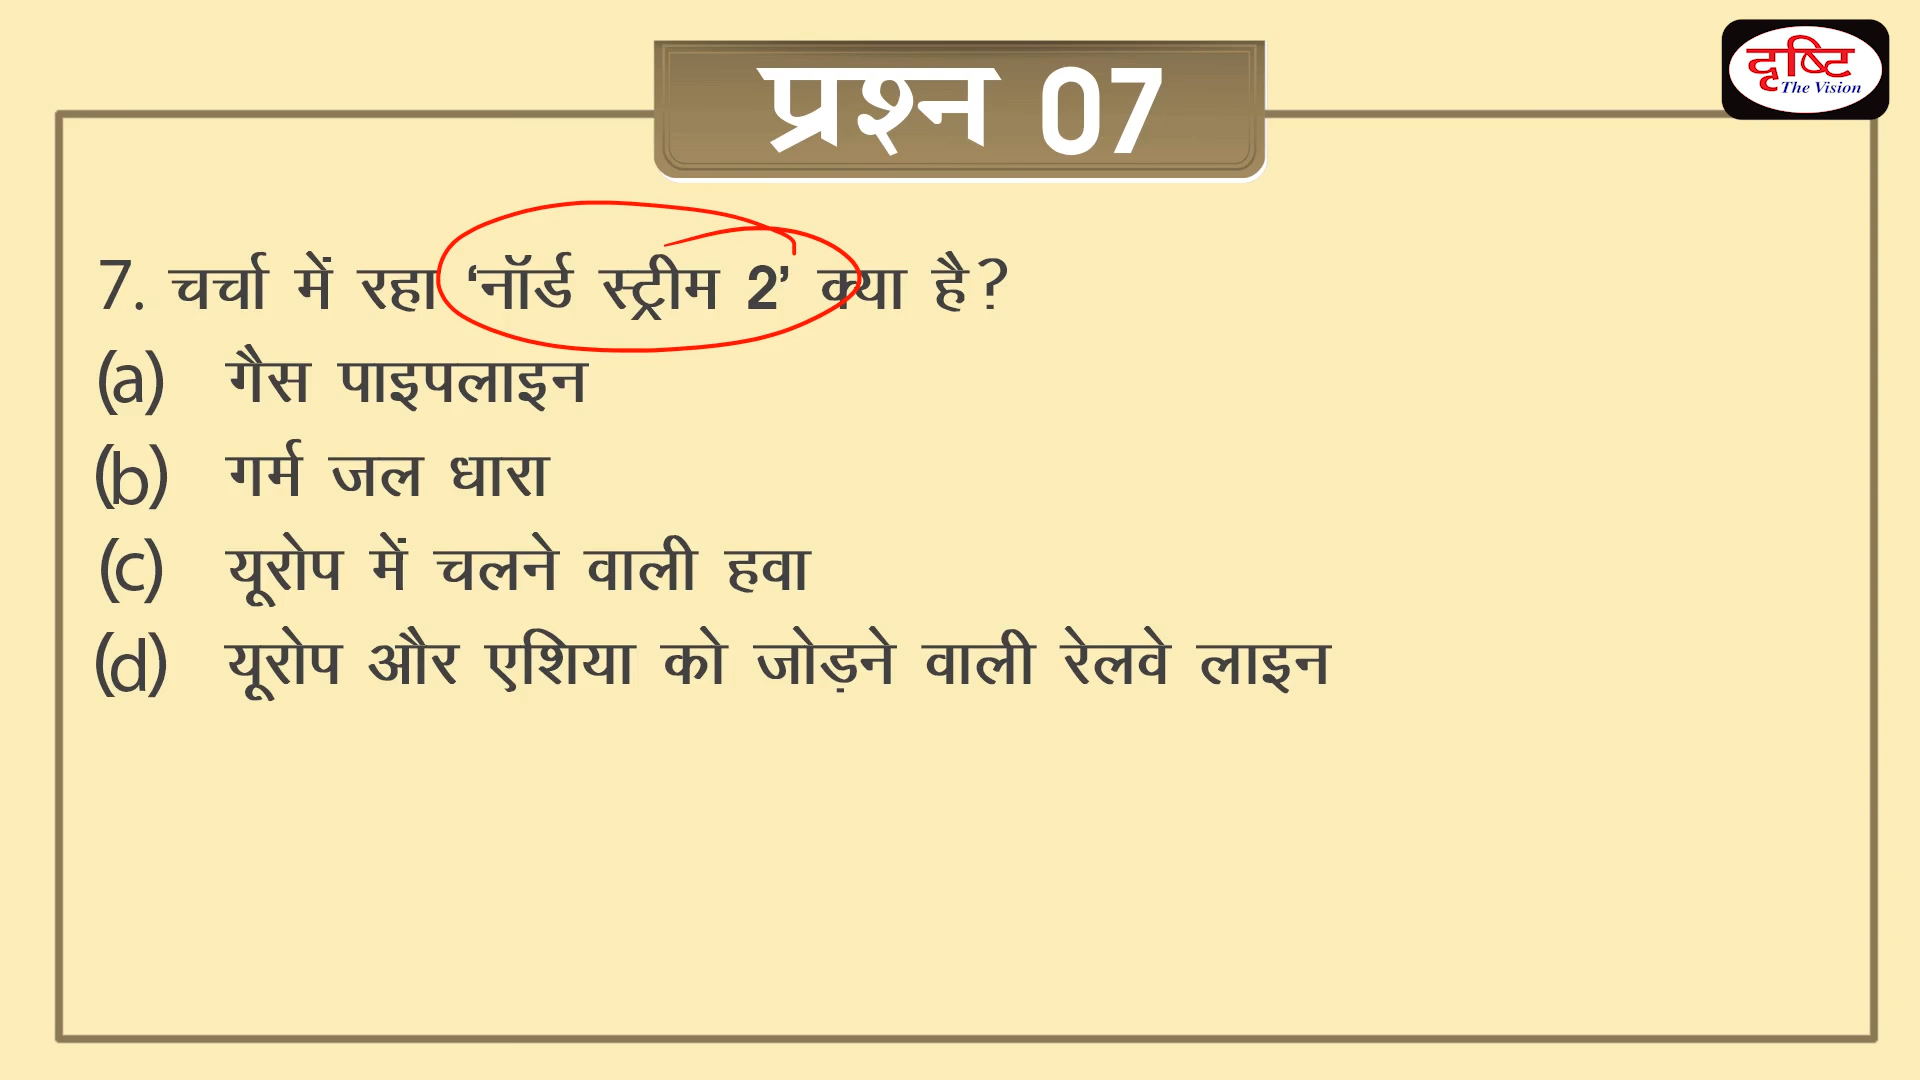 प्रश्न 07
दृष्टि
The Vision
7. चर्चा में रहा ‘नॉर्ड स्ट्रीम 2’ क्या है?
(a) गैस पाइपलाइन
(b) गर्म जल धारा
(c) यूरोप में चलने वाली हवा
(d) यूरोप और एशिया को जोड़ने वाली रेलवे लाइन